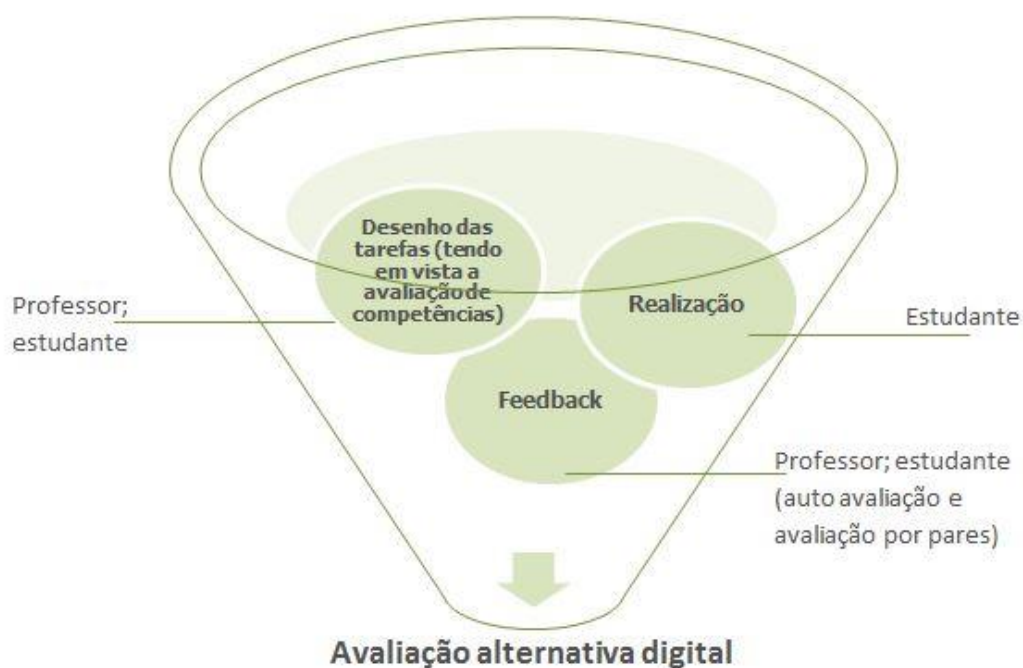 Desenho das
tarefas (tendo
em vista a
avaliação de
competências)
Professor;
estudante
Realização
Estudante
Feedback
Professor; estudante
(auto avaliação e
avaliação por pares)
Avaliação alternativa digital